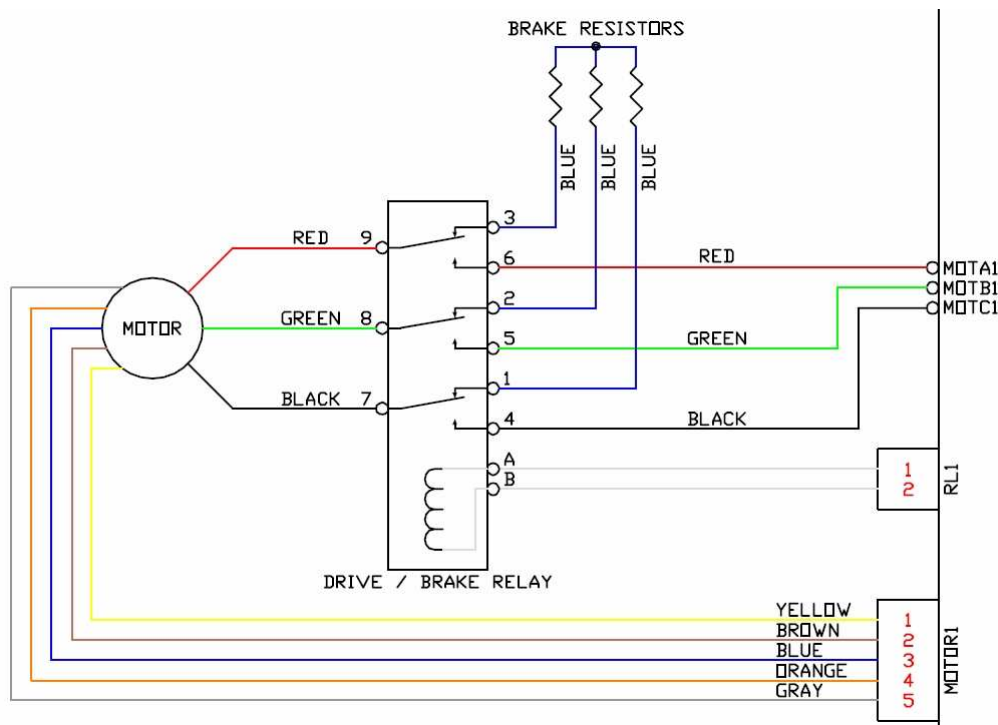 BRAKE RESISTORS
BLUE
BLUE
BLUE
3
RED 9
6
RED
MOTA1
MOTB1
2
MOTC1
MOTOR
GREEN 8
5
GREEN
1
BLACK 7
4
BLACK
A
1
B
2
RL1
DRIVE / BRAKE RELAY
YELLOW
1
BROWN
2
BLUE
3
ORANGE
4
GRAY
5
MOTOR1